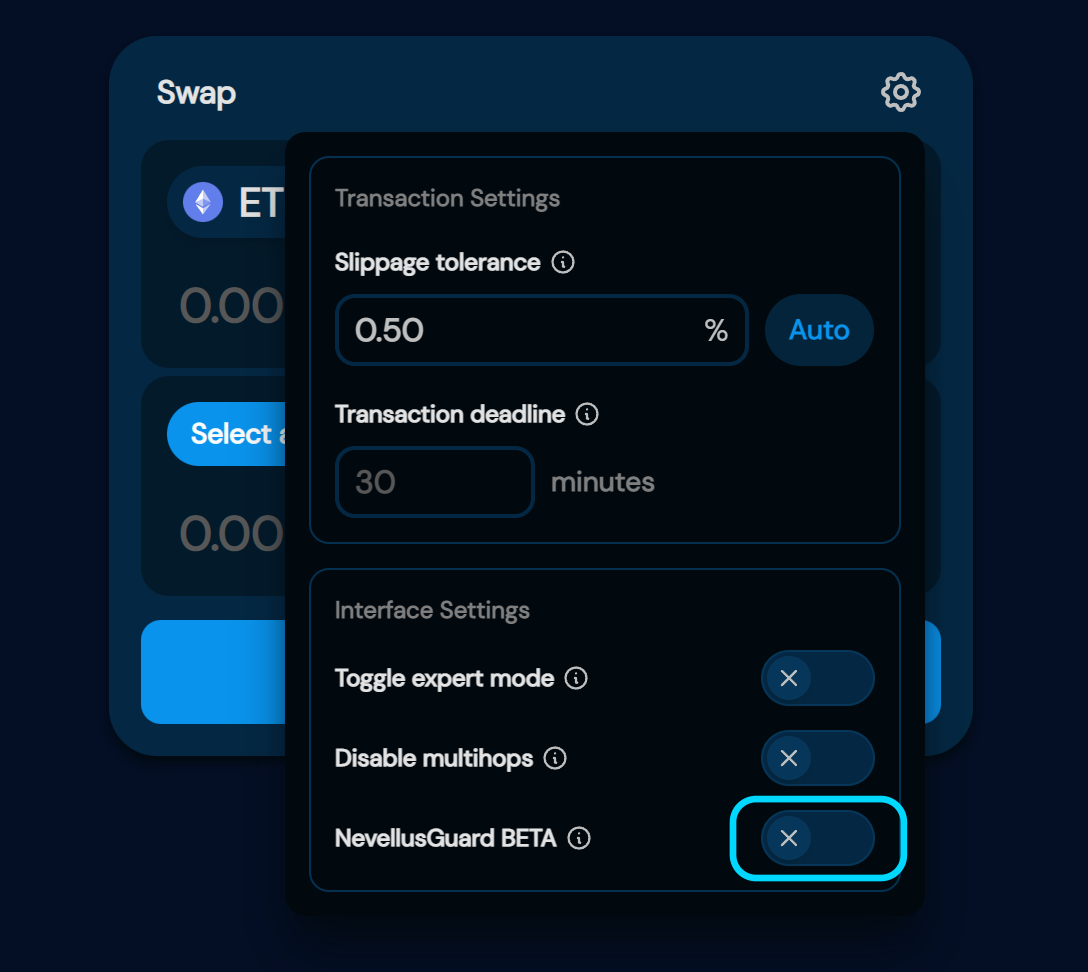 Swap
ET
0.00
Select a
0.00
Transaction Settings
Slippage tolerance
0.50 %
Auto
Transaction deadline
30 minutes
Interface Settings
Toggle expert mode
Disable multihops
NevellusGuard BETA